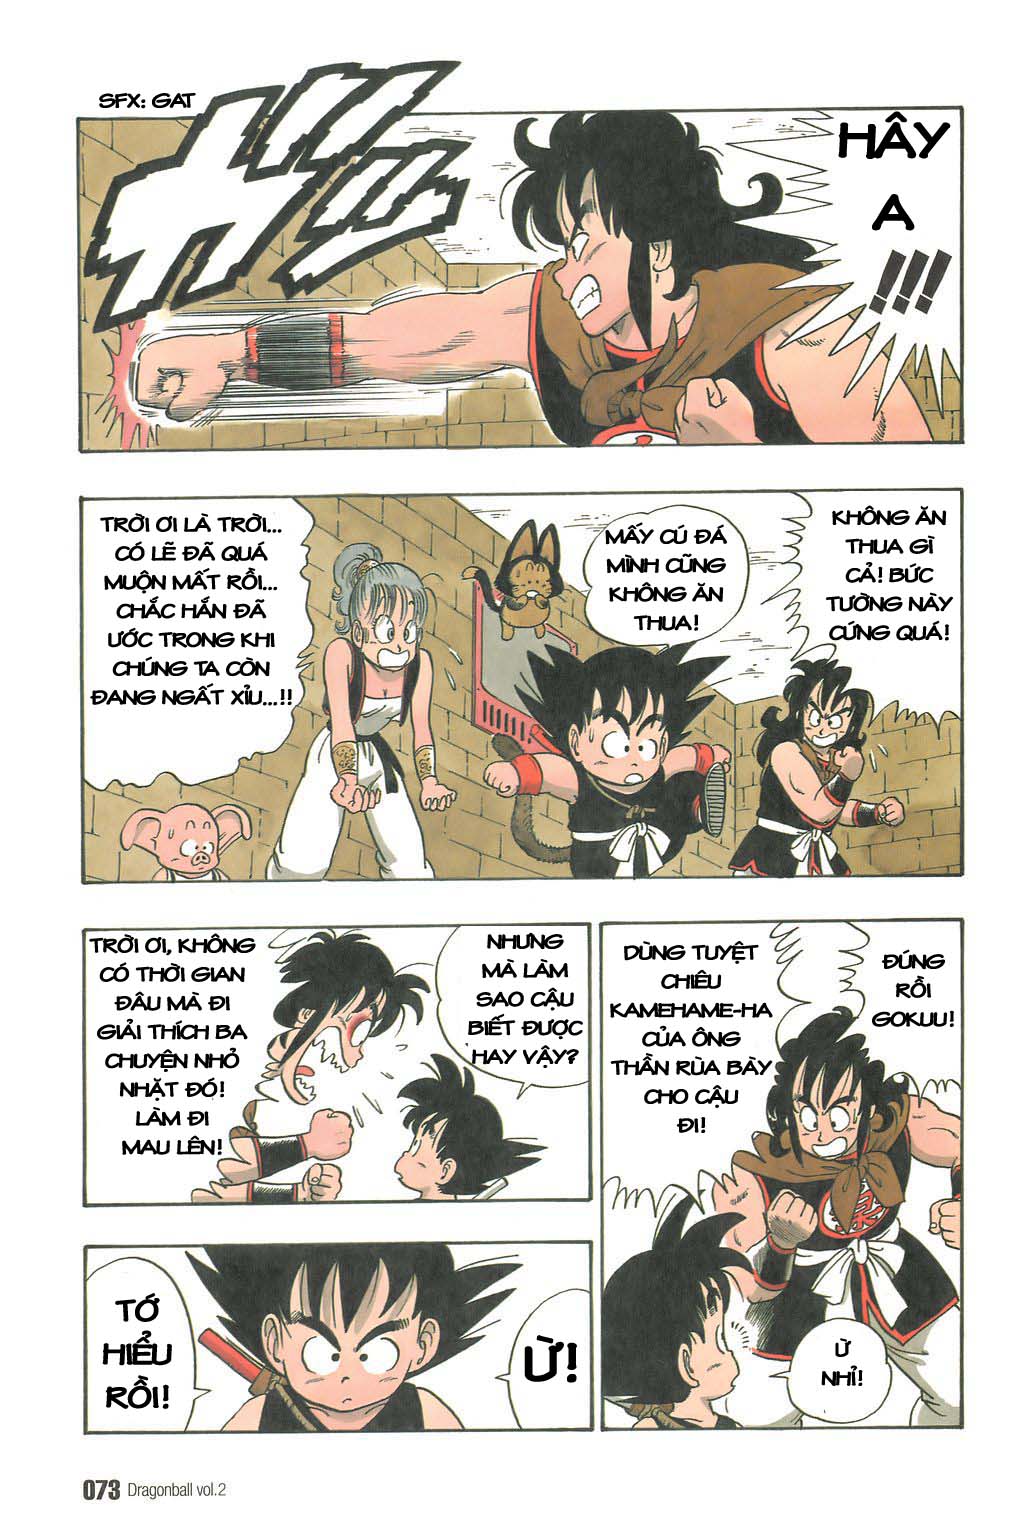 SFX: GAT
HÂY
A
!!!
KHÔNG ĂN
THUA GÌ
CẢ! BỨC
TƯỜNG NÀY
CỨNG QUÁ!
MẤY CÚ ĐÁ
MÌNH CŨNG
KHÔNG ĂN
THUA!
TRỜI ƠI LÀ TRỜI...
CÓ LẼ ĐÃ QUÁ
MUỘN MẤT RỒI...
CHẮC HẲN ĐÃ
ƯỚC TRONG KHI
CHÚNG TA CÒN
ĐANG NGẤT XỈU...!!
ĐÚNG
RỒI
GOKUU!
DÙNG TUYỆT
CHIÊU
KAMEHAME-HA
CỦA ÔNG
THẦN RÙA BÀY
CHO CẬU
ĐI!
Ừ
NHỈ!
NHƯNG
MÀ LÀM
SAO CẬU
BIẾT ĐƯỢC
HAY VẬY?
TRỜI ƠI, KHÔNG
CÓ THỜI GIAN
ĐÂU MÀ ĐI
GIẢI THÍCH BA
CHUYỆN NHỎ
NHẶT ĐÓ!
LÀM ĐI
MAU LÊN!
Ừ!
TỚ
HIỂU
RỒI!
073 Dragonball vol.2